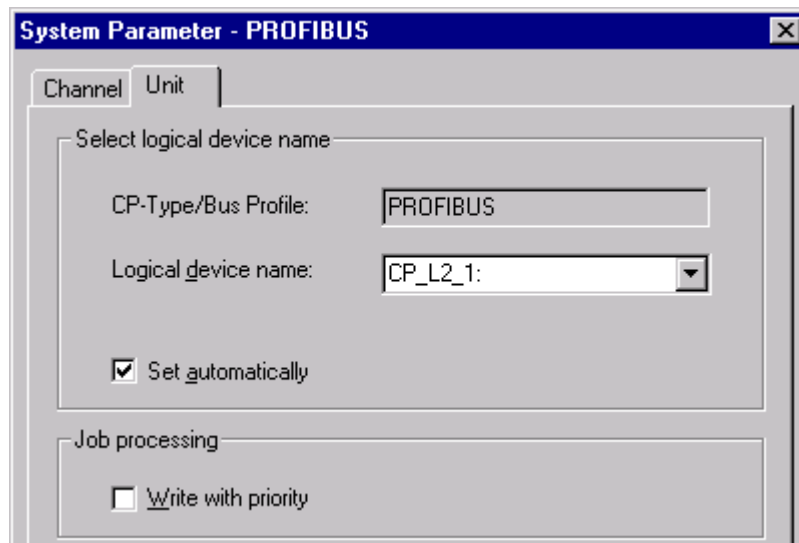 System Parameter - PROFIBUS
Channel Unit
Select logical device name
CP-Type/Bus Profile: PROFIBUS
Logical device name: CP_L2_1:
Set automatically
Job processing
Write with priority